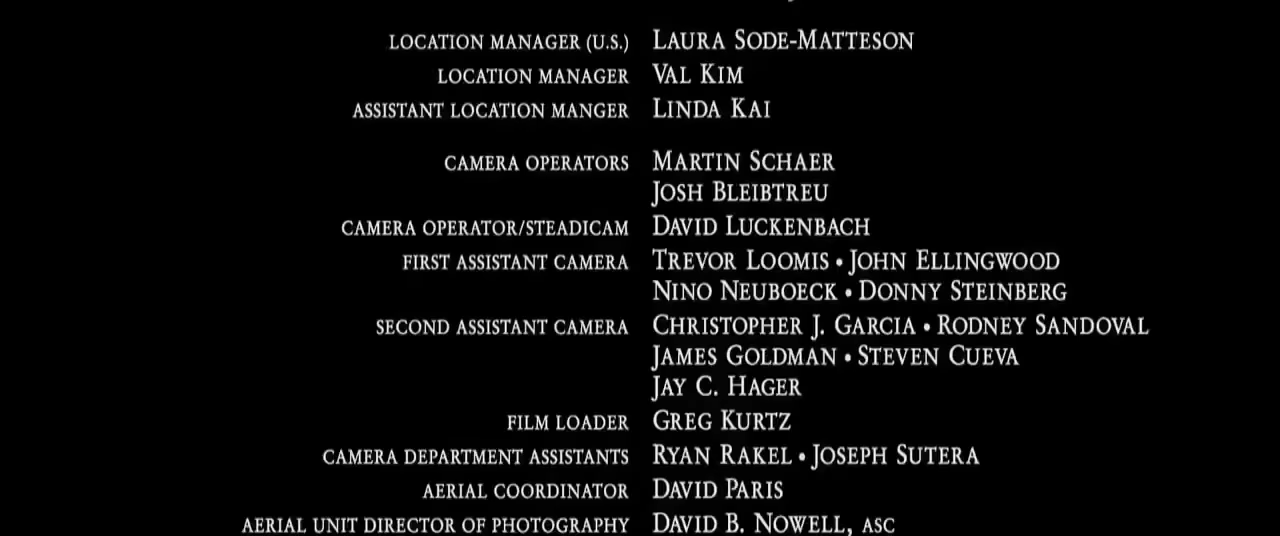 LOCATION MANAGER (U.S.) LAURA SODE-MATTESON
LOCATION MANAGER VAL KIM
ASSISTANT LOCATION MANGER LINDA KAI
CAMERA OPERATORS MARTIN SCHAER
JOSH BLEIBTREU
CAMERA OPERATOR/STEADICAM DAVID LUCKENBACH
FIRST ASSISTANT CAMERA TREVOR LOOMIS • JOHN ELLINGWOOD
NINO NEUBOECK • DONNY STEINBERG
SECOND ASSISTANT CAMERA CHRISTOPHER J. GARCIA • RODNEY SANDOVAL
JAMES GOLDMAN • STEVEN CUEVA
JAY C. HAGER
FILM LOADER GREG KURTZ
CAMERA DEPARTMENT ASSISTANTS RYAN RAKEL • JOSEPH SUTERA
AERIAL COORDINATOR DAVID PARIS
AERIAL UNIT DIRECTOR OF PHOTOGRAPHY DAVID B. NOWELL, ASC